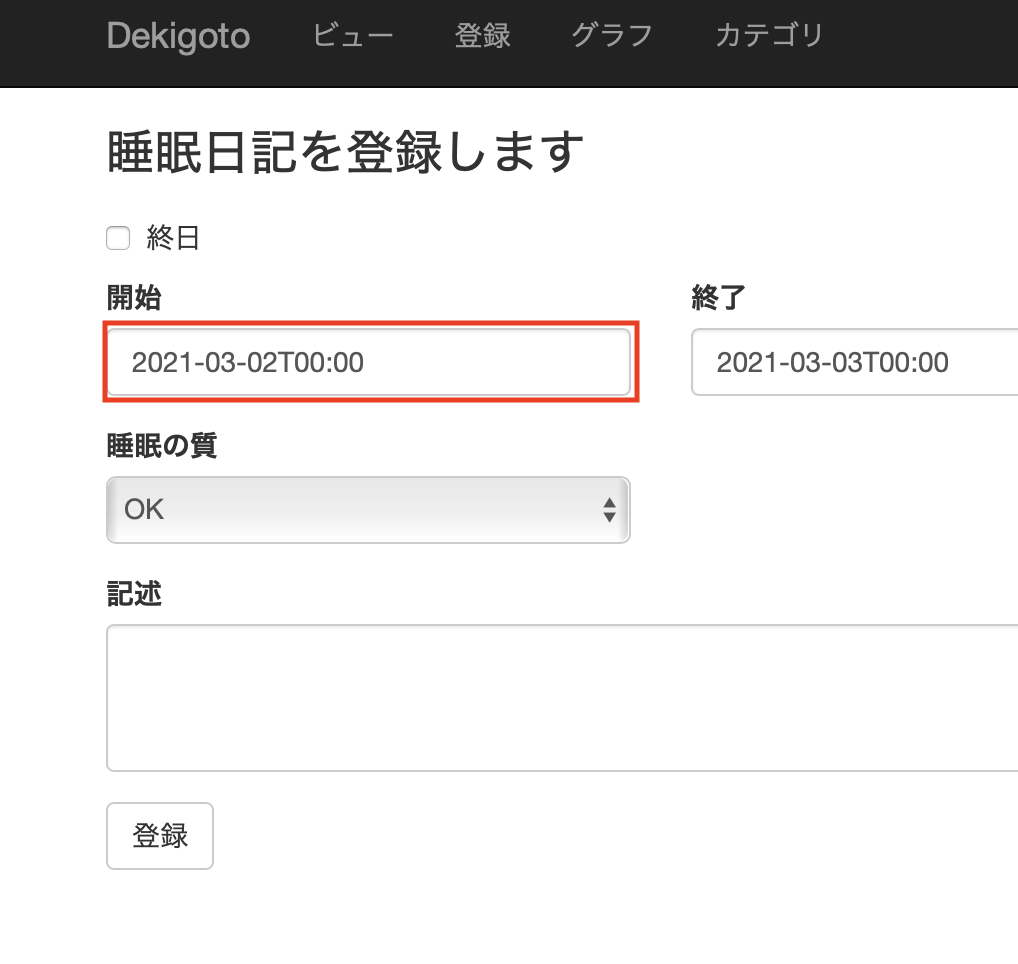 Dekigoto ビュー 登録 グラフ カテゴリ
睡眠日記を登録します
終日
開始 終了
2021-03-02T00:00 2021-03-03T00:00
睡眠の質
OK
記述
登録